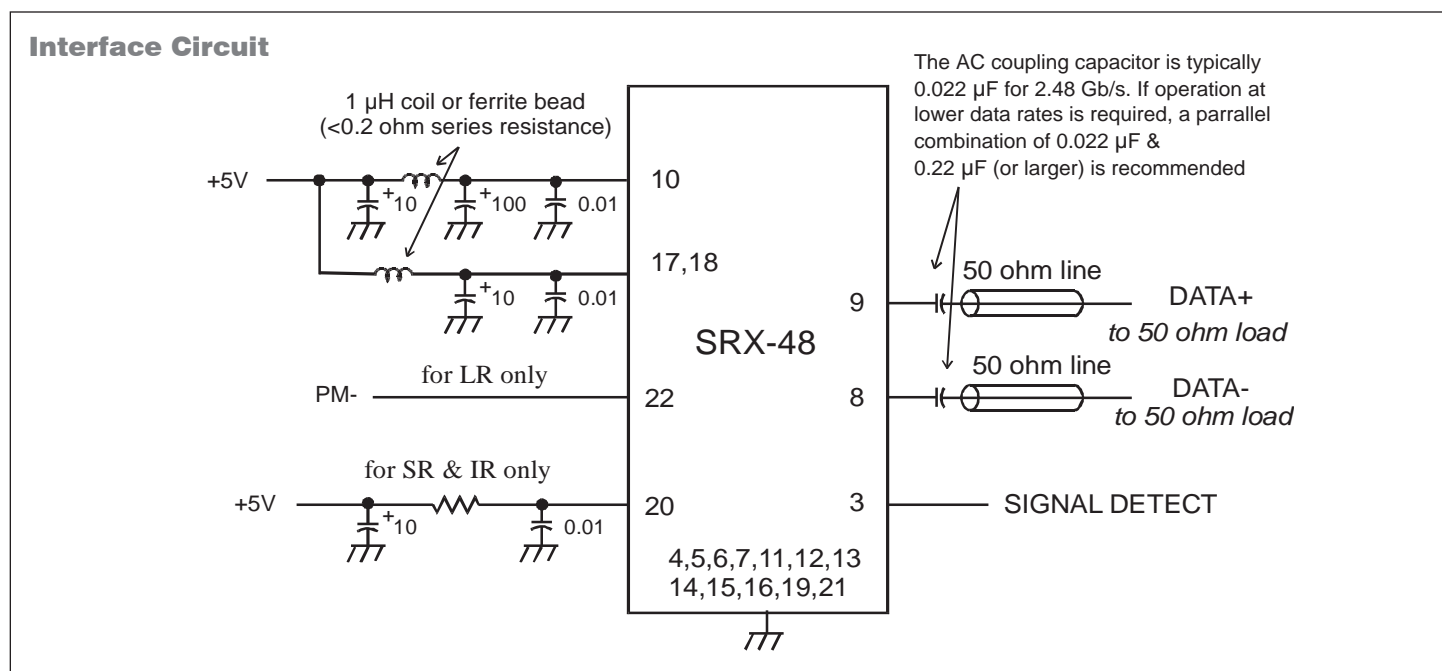 Interface Circuit
The AC coupling capacitor is typically
0.022 µF for 2.48 Gb/s. If operation at
lower data rates is required, a parrallel
combination of 0.022 µF &
0.22 µF (or larger) is recommended
1 µH coil or ferrite bead
(<0.2 ohm series resistance)
+5V
+
10
+
100
0.01
10
+
10
0.01
17,18
SRX-48
9
50 ohm line
DATA+
to 50 ohm load
PM-
for LR only
22
8
50 ohm line
DATA-
to 50 ohm load
+5V
for SR & IR only
+
10
0.01
20
3
SIGNAL DETECT
4,5,6,7,11,12,13
14,15,16,19,21